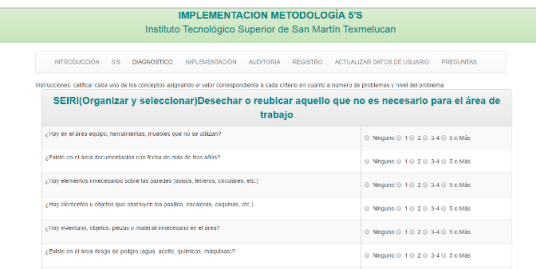 IMPLEMENTACION METODOLOGÍA 5'S
Instituto Tecnológico Superior de San Martín Texmelucan
INTRODUCCIÓN 5'S DIAGNOSTICO IMPLEMENTACIÓN AUDITORIA REGISTRO ACTUALIZAR DATOS DE USUARIO PREGUNTAS
Instrucciones: calificar cada uno de los conceptos asignando el valor correspondiente a cada criterio en cuanto a número de problemas y nivel del problema
SEIRI(Organizar y seleccionar)Desechar o reubicar aquello que no es necesario para el área de
trabajo
¿Hay en el área equipo, herramientas, muebles que no se utilizan? Ninguno 1 2 3-4 5 o Más
¿Existe en el área documentación con fecha de más de tres años? Ninguno 1 2 3-4 5 o Más
¿Hay elementos innecesarios sobre las paredes (avisos, letreros, circulares, etc.) Ninguno 1 2 3-4 5 o Más
¿Hay elementos u objetos que obstruyen los pasillos, escaleras, esquinas, etc.) Ninguno 1 2 3-4 5 o Más
¿Hay inventario, objetos, piezas o material innecesario en el área? Ninguno 1 2 3-4 5 o Más
¿Existe en el área riesgo de peligro (agua, aceite, químicos, máquinas)? Ninguno 1 2 3-4 5 o Más